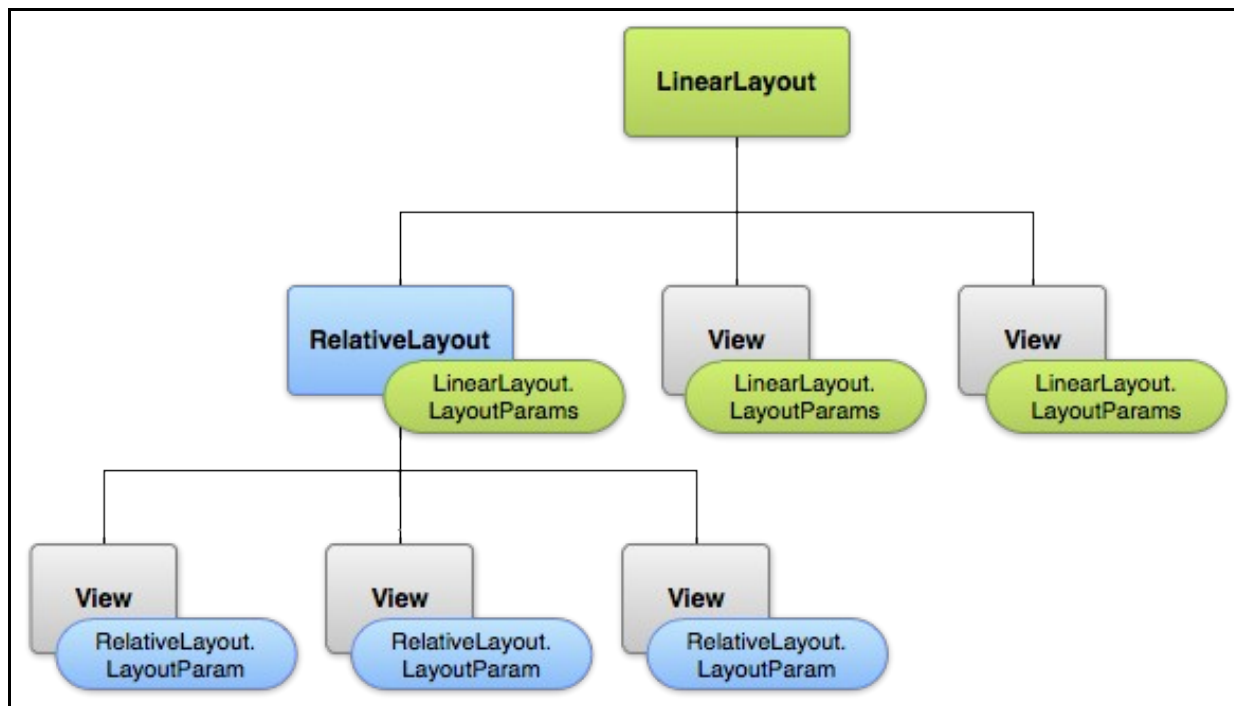 LinearLayout
RelativeLayout
LinearLayout.
LayoutParams
View
LinearLayout.
LayoutParams
View
LinearLayout.
LayoutParams
View
RelativeLayout.
LayoutParam
View
RelativeLayout.
LayoutParam
View
RelativeLayout.
LayoutParam